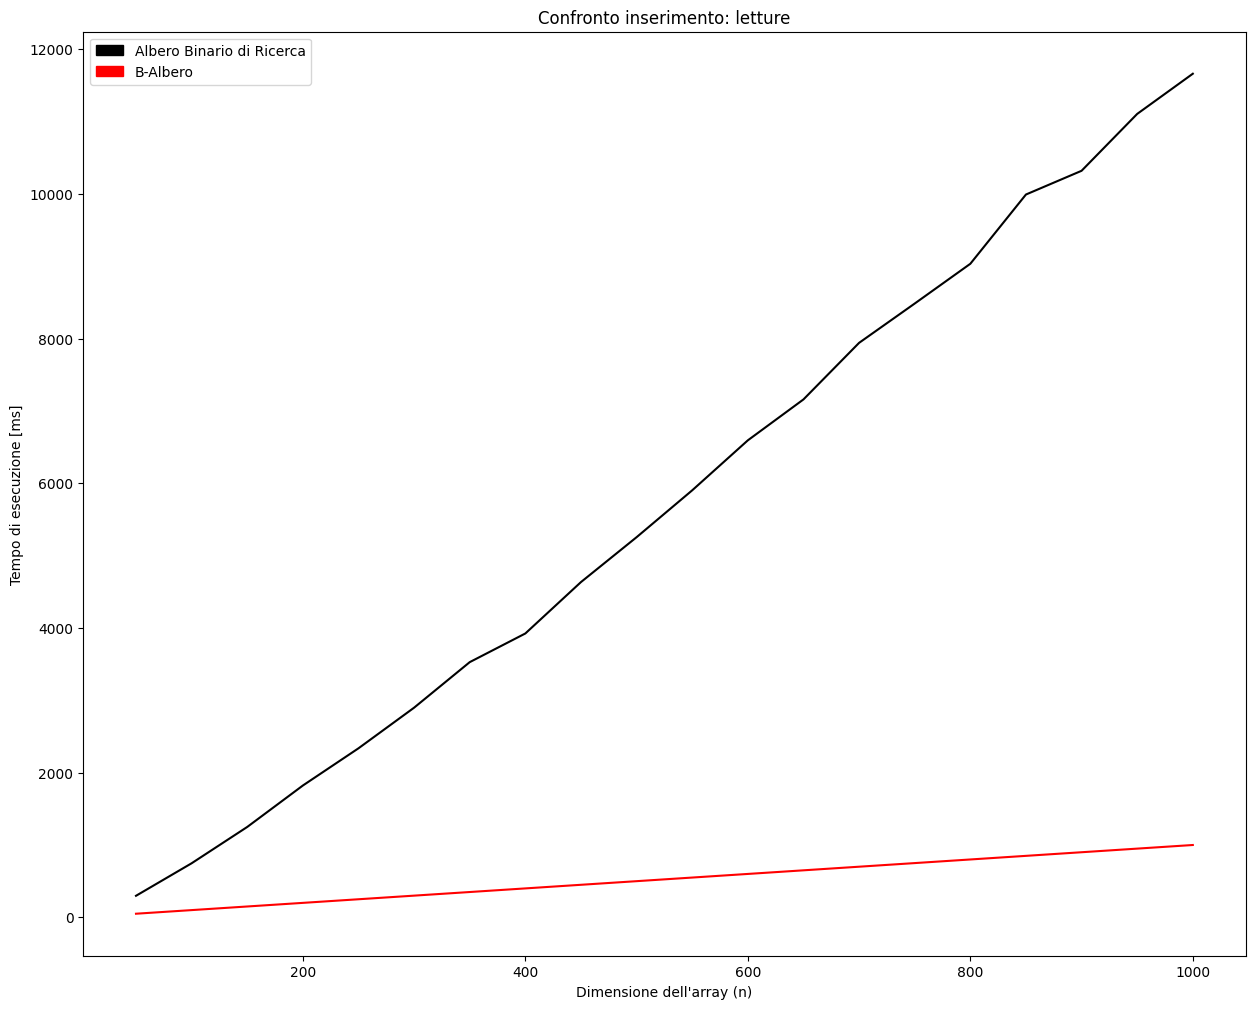 Confronto inserimento: letture
Albero Binario di Ricerca
B-Albero
12000
10000
8000
6000
4000
2000
0
Tempo di esecuzione [ms]
200 400 600 800 1000
Dimensione dell'array (n)